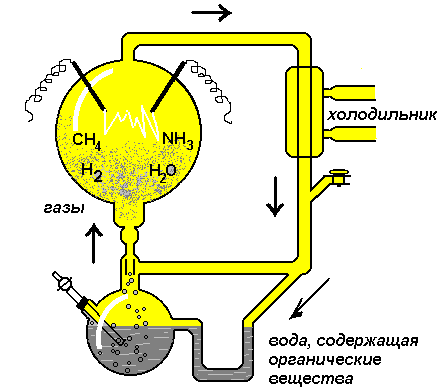 CH₄ NH₃
H₂ H₂O
холодильник
газы
вода, содержащая
органические
вещества